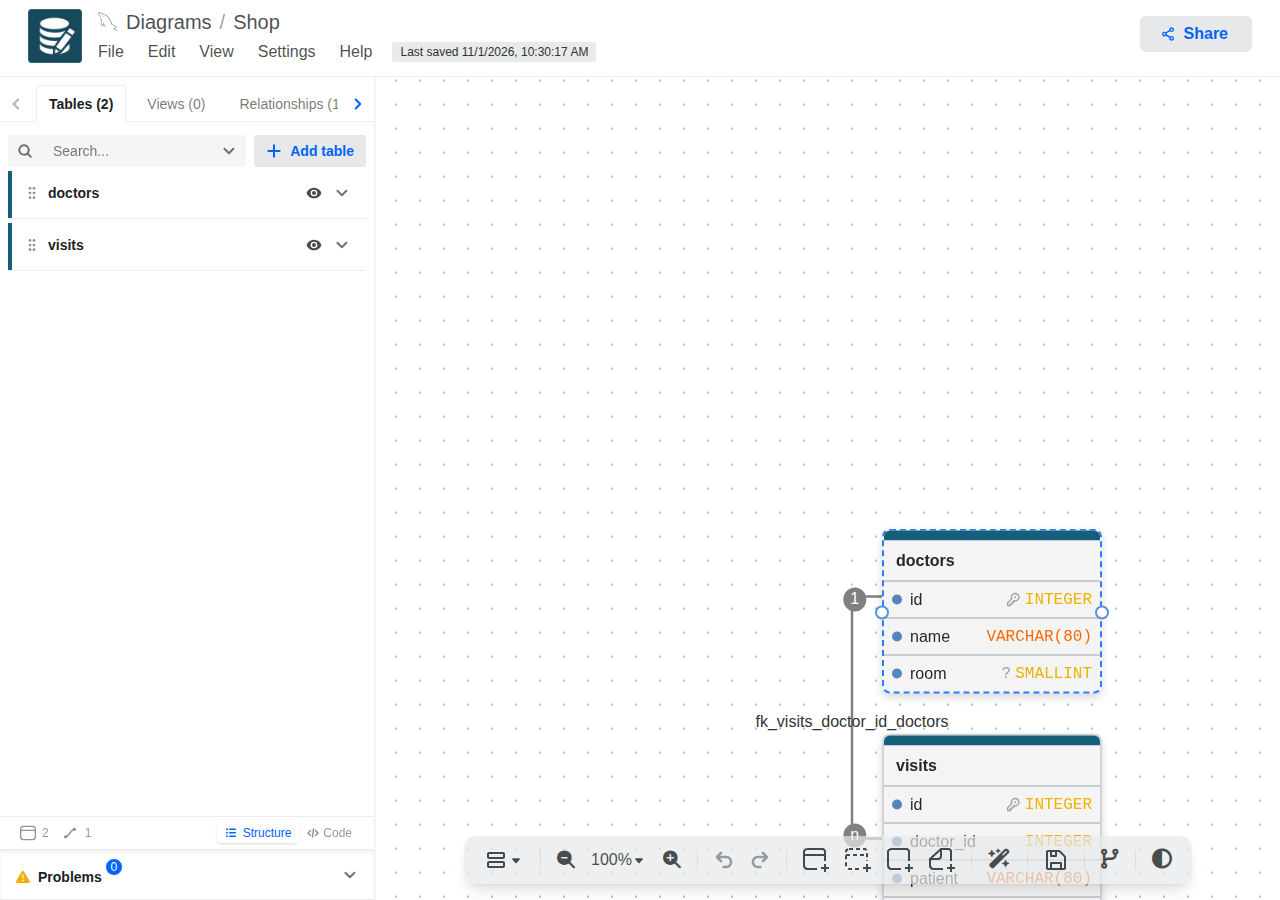 Diagrams / Shop
File Edit View Settings Help Last saved 11/1/2026, 10:30:17 AM
Share
Tables (2) Views (0) Relationships (1
Search... Add table
doctors
visits
2 1 Structure Code
Problems 0
doctors
1 id INTEGER
name VARCHAR(80)
room ? SMALLINT
fk_visits_doctor_id_doctors
visits
id INTEGER
n doctor_id INTEGER
100%
patient VARCHAR(80)